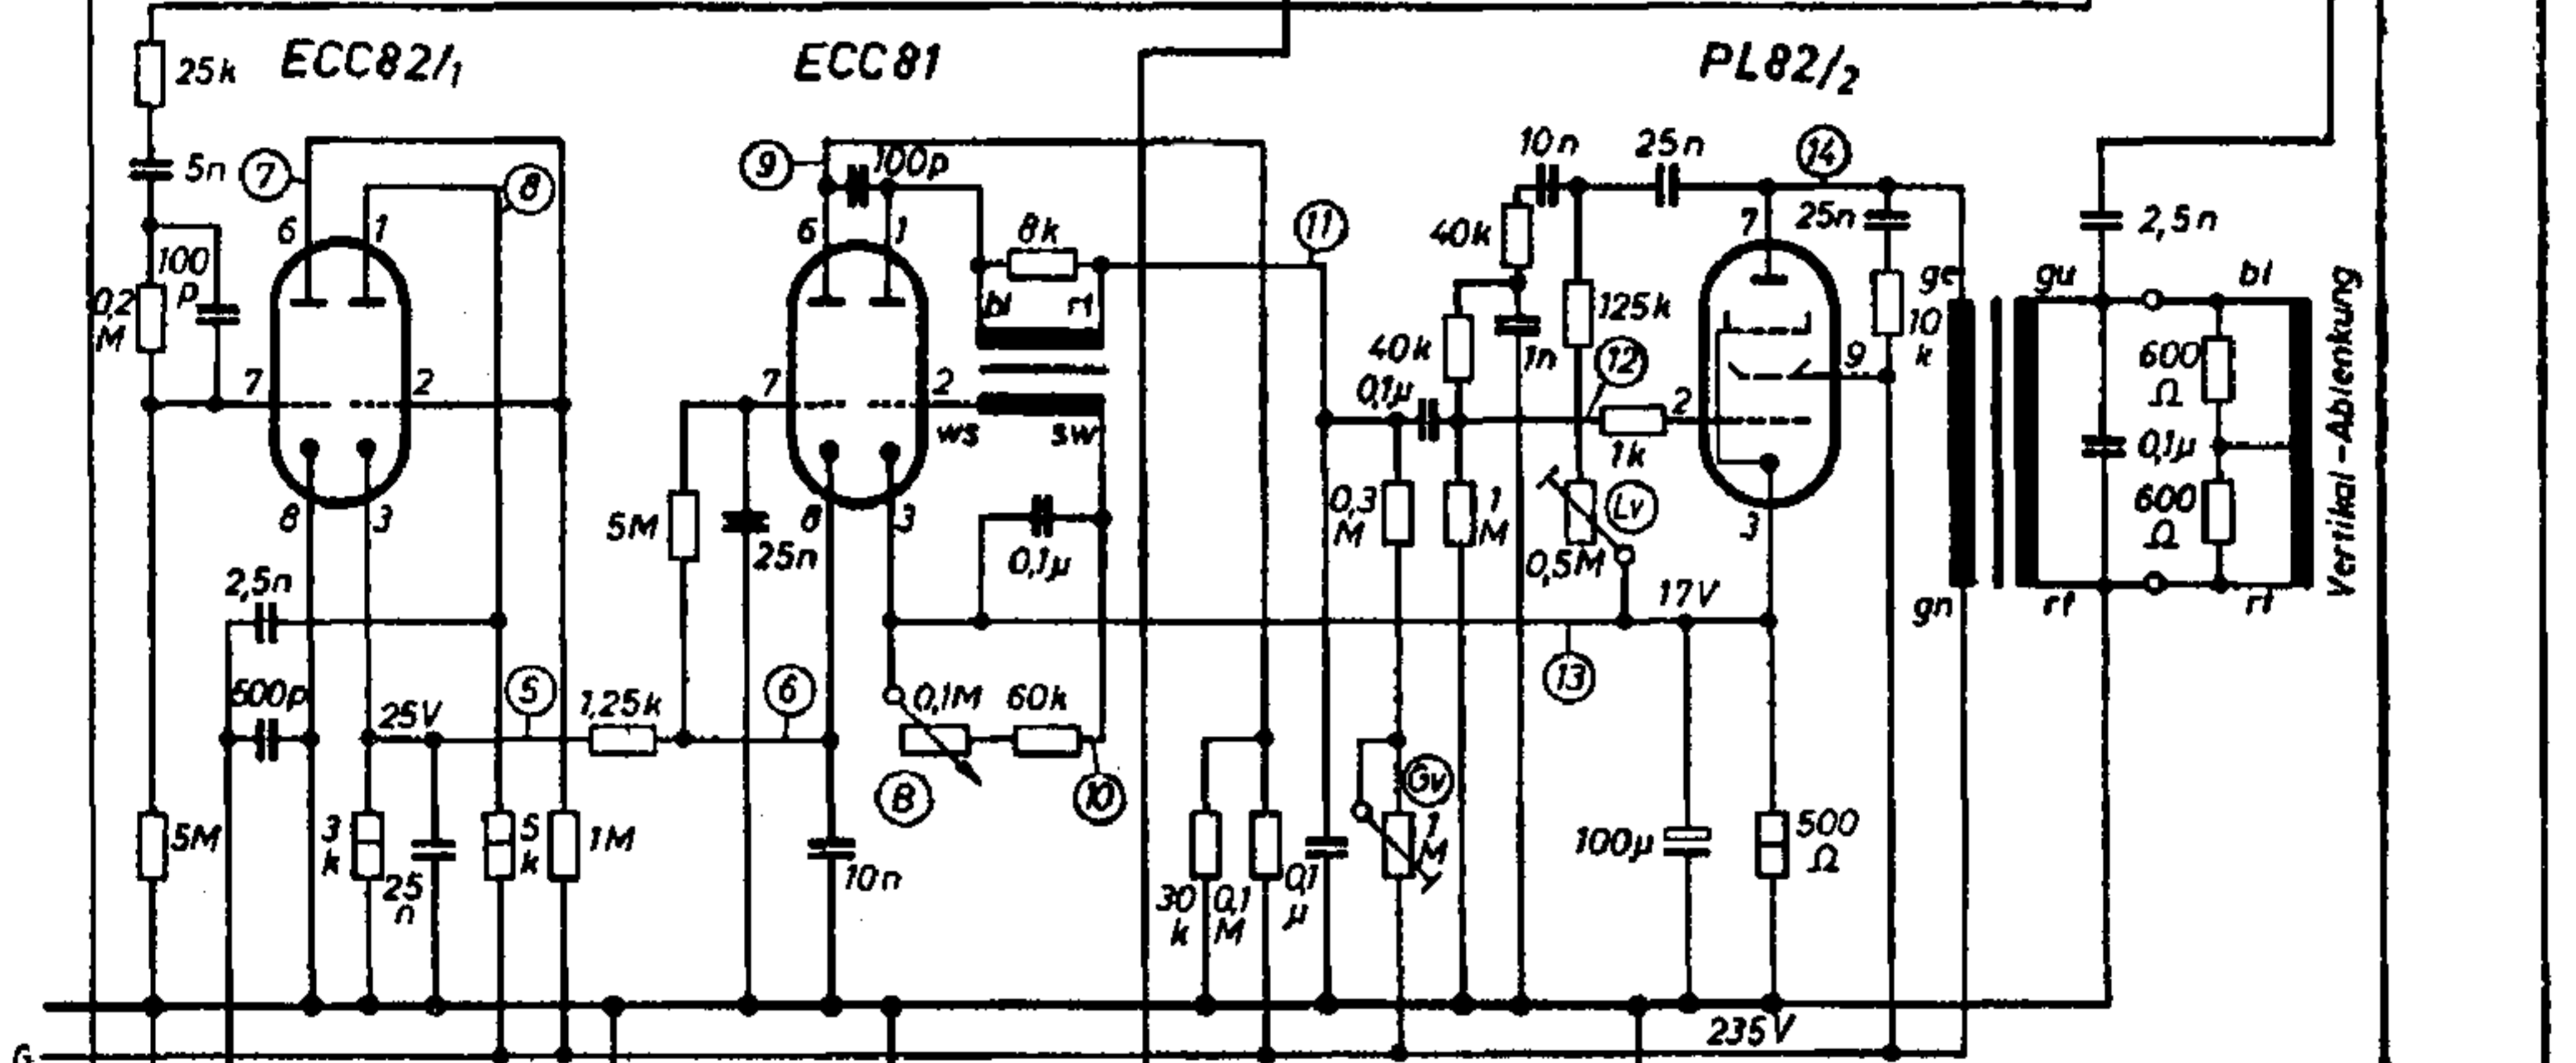 ECC82/1
ECC81
PL82/2
25k
5n
7
8
6
1
100
p
0,2
M
7
2
8
3
2,5n
500p
25V
5
1,25k
5M
3
k
25
n
5
k
1M
9
100p
6
1
8k
bl
rt
7
2
ws
sw
5M
25n
8
3
0,1µ
6
0,1M
60k
B
10
10n
11
30
k
0,1
M
0,1
µ
10n
25n
14
40k
7
25n
125k
40k
1n
12
9
10
k
0,1µ
2
1k
0,3
M
1
M
Lv
0,5M
3
17V
13
Gv
1
M
100µ
500
Ω
235V
ge
gn
gu
rt
2,5n
bl
600
Ω
0,1µ
600
Ω
rt
Vertikal-Ablenkung
G